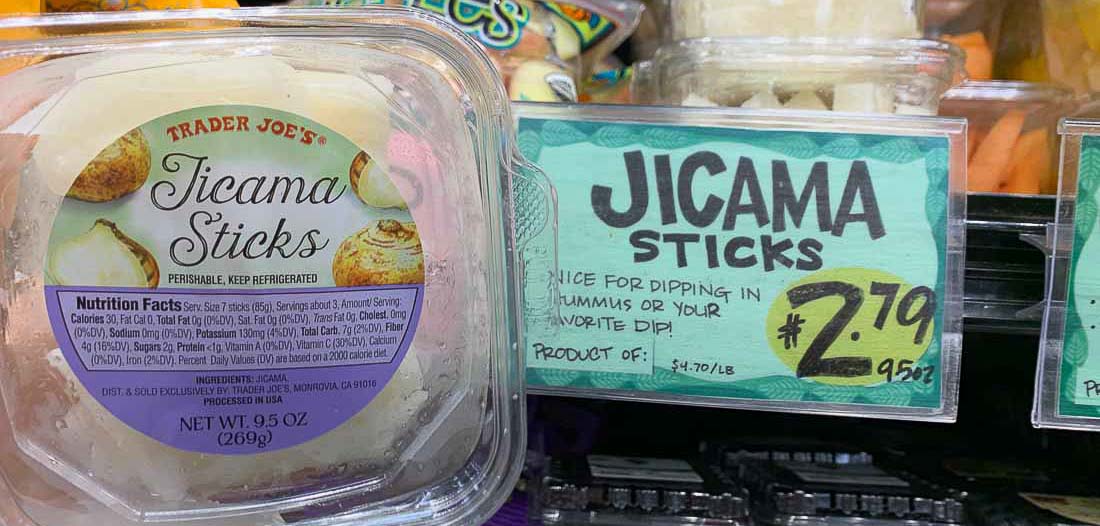 TRADER JOE'S®
Jicama
Sticks
PERISHABLE, KEEP REFRIGERATED
Nutrition Facts Serv. Size 7 sticks (85g), Servings about 3, Amount/Serving:
Calories 30, Fat Cal 0, Total Fat 0g (0%DV), Sat. Fat 0g (0%DV), Trans Fat 0g, Cholest. 0mg
(0%DV), Sodium 0mg (0%DV), Potassium 130mg (4%DV), Total Carb. 7g (2%DV), Fiber
4g (16%DV), Sugars 2g, Protein <1g, Vitamin A (0%DV), Vitamin C (30%DV), Calcium
(0%DV), Iron (2%DV). Percent Daily Values (DV) are based on a 2000 calorie diet.
INGREDIENTS: JICAMA.
DIST. & SOLD EXCLUSIVELY BY: TRADER JOE'S, MONROVIA, CA 91016
PROCESSED IN USA
NET WT. 9.5 OZ
(269g)
JICAMA
STICKS
NICE FOR DIPPING IN
HUMMUS OR YOUR
FAVORITE DIP!
PRODUCT OF:
$4.70/LB
#2.79
9.5oz